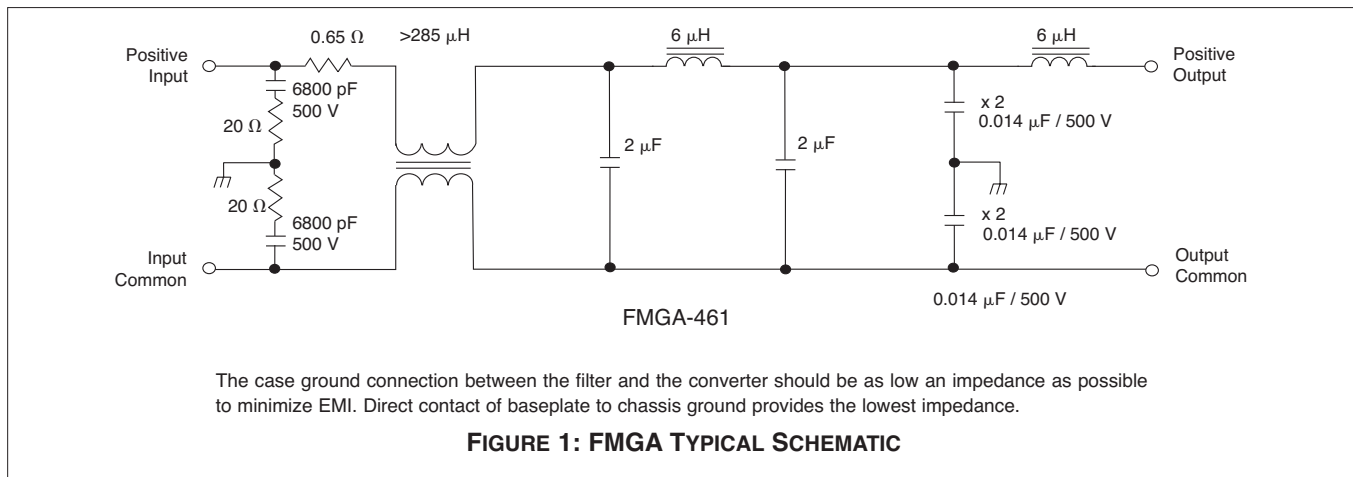 0.65 Ω
>285 μH
6 μH
6 μH
Positive
Input
Positive
Output
6800 pF
500 V
20 Ω
x 2
0.014 μF / 500 V
2 μF
2 μF
20 Ω
6800 pF
500 V
x 2
0.014 μF / 500 V
Input
Common
Output
Common
0.014 μF / 500 V
FMGA-461
The case ground connection between the filter and the converter should be as low an impedance as possible
to minimize EMI. Direct contact of baseplate to chassis ground provides the lowest impedance.
FIGURE 1: FMGA TYPICAL SCHEMATIC